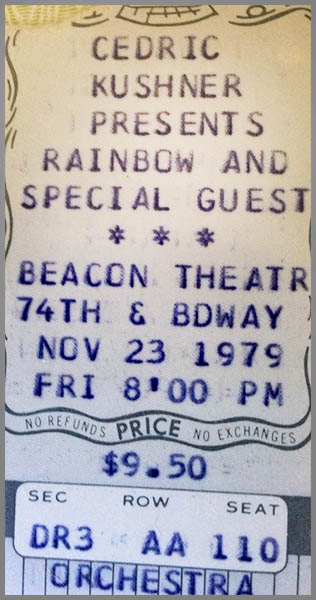 CEDRIC
KUSHNER
PRESENTS
RAINBOW AND
SPECIAL GUEST
* * *
BEACON THEATR
74TH & BDWAY
NOV 23 1979
FRI 8'00 PM
NO REFUNDS PRICE NO EXCHANGES
$9.50
SEC ROW SEAT
DR3 AA 110
ORCHESTRA